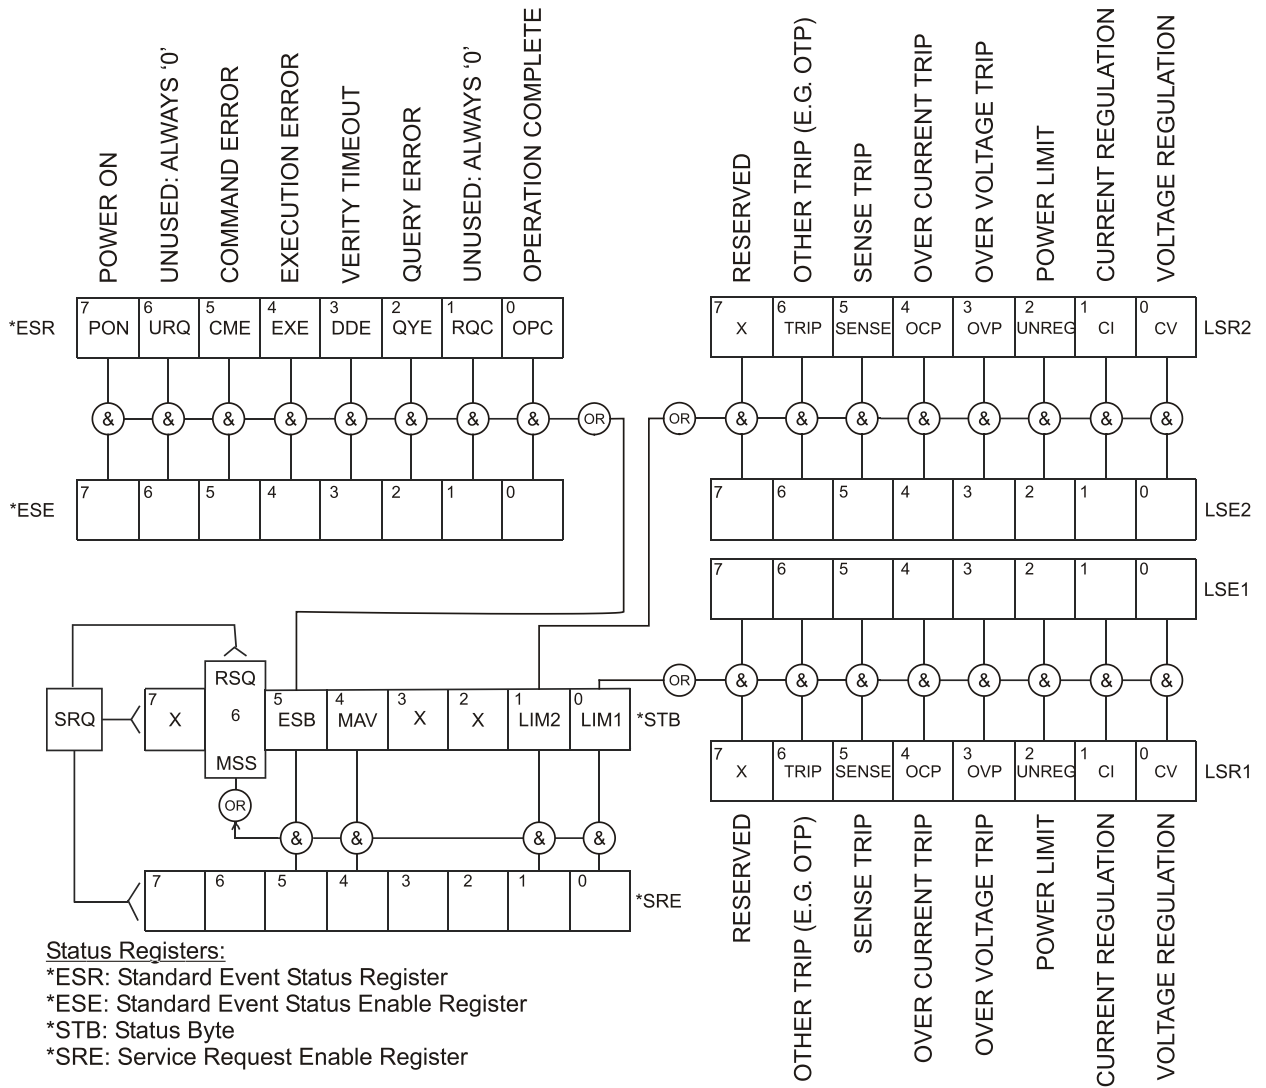 POWER ON
UNUSED: ALWAYS ‘0’
COMMAND ERROR
EXECUTION ERROR
VERITY TIMEOUT
QUERY ERROR
UNUSED: ALWAYS ‘0’
OPERATION COMPLETE
*ESR
7 6 5 4 3 2 1 0
PON URQ CME EXE DDE QYE RQC OPC
& & & & & & & & OR
*ESE
7 6 5 4 3 2 1 0
RESERVED
OTHER TRIP (E.G. OTP)
SENSE TRIP
OVER CURRENT TRIP
OVER VOLTAGE TRIP
POWER LIMIT
CURRENT REGULATION
VOLTAGE REGULATION
7 6 5 4 3 2 1 0
X TRIP SENSE OCP OVP UNREG CI CV
LSR2
OR & & & & & & & &
7 6 5 4 3 2 1 0
LSE2
7 6 5 4 3 2 1 0
LSE1
OR & & & & & & & &
7 6 5 4 3 2 1 0
X TRIP SENSE OCP OVP UNREG CI CV
LSR1
RESERVED
OTHER TRIP (E.G. OTP)
SENSE TRIP
OVER CURRENT TRIP
OVER VOLTAGE TRIP
POWER LIMIT
CURRENT REGULATION
VOLTAGE REGULATION
SRQ
RSQ
7 6 5 4 3 2 1 0
X ESB MAV X X LIM2 LIM1
*STB
MSS
OR
& & & &
7 6 5 4 3 2 1 0
*SRE
Status Registers:
*ESR: Standard Event Status Register
*ESE: Standard Event Status Enable Register
*STB: Status Byte
*SRE: Service Request Enable Register